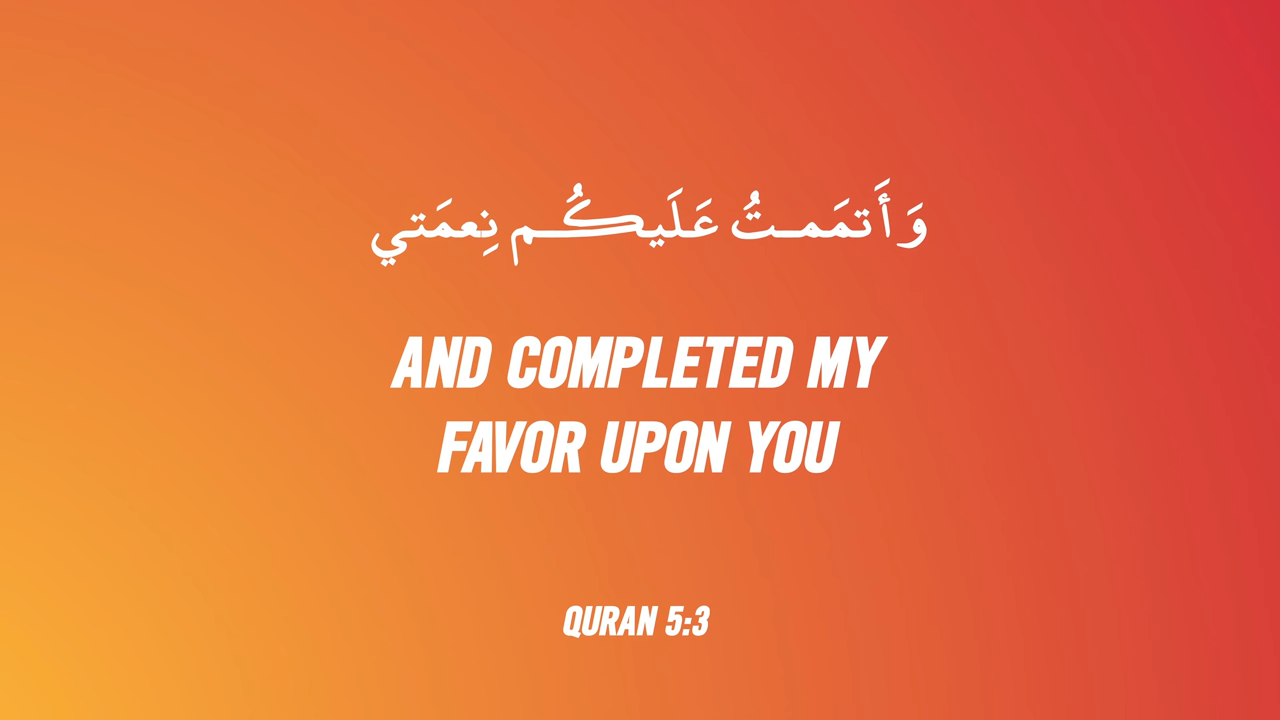 وَأَتمَمتُ عَلَيكُم نِعمَتي
AND COMPLETED MY
FAVOR UPON YOU
QURAN 5:3